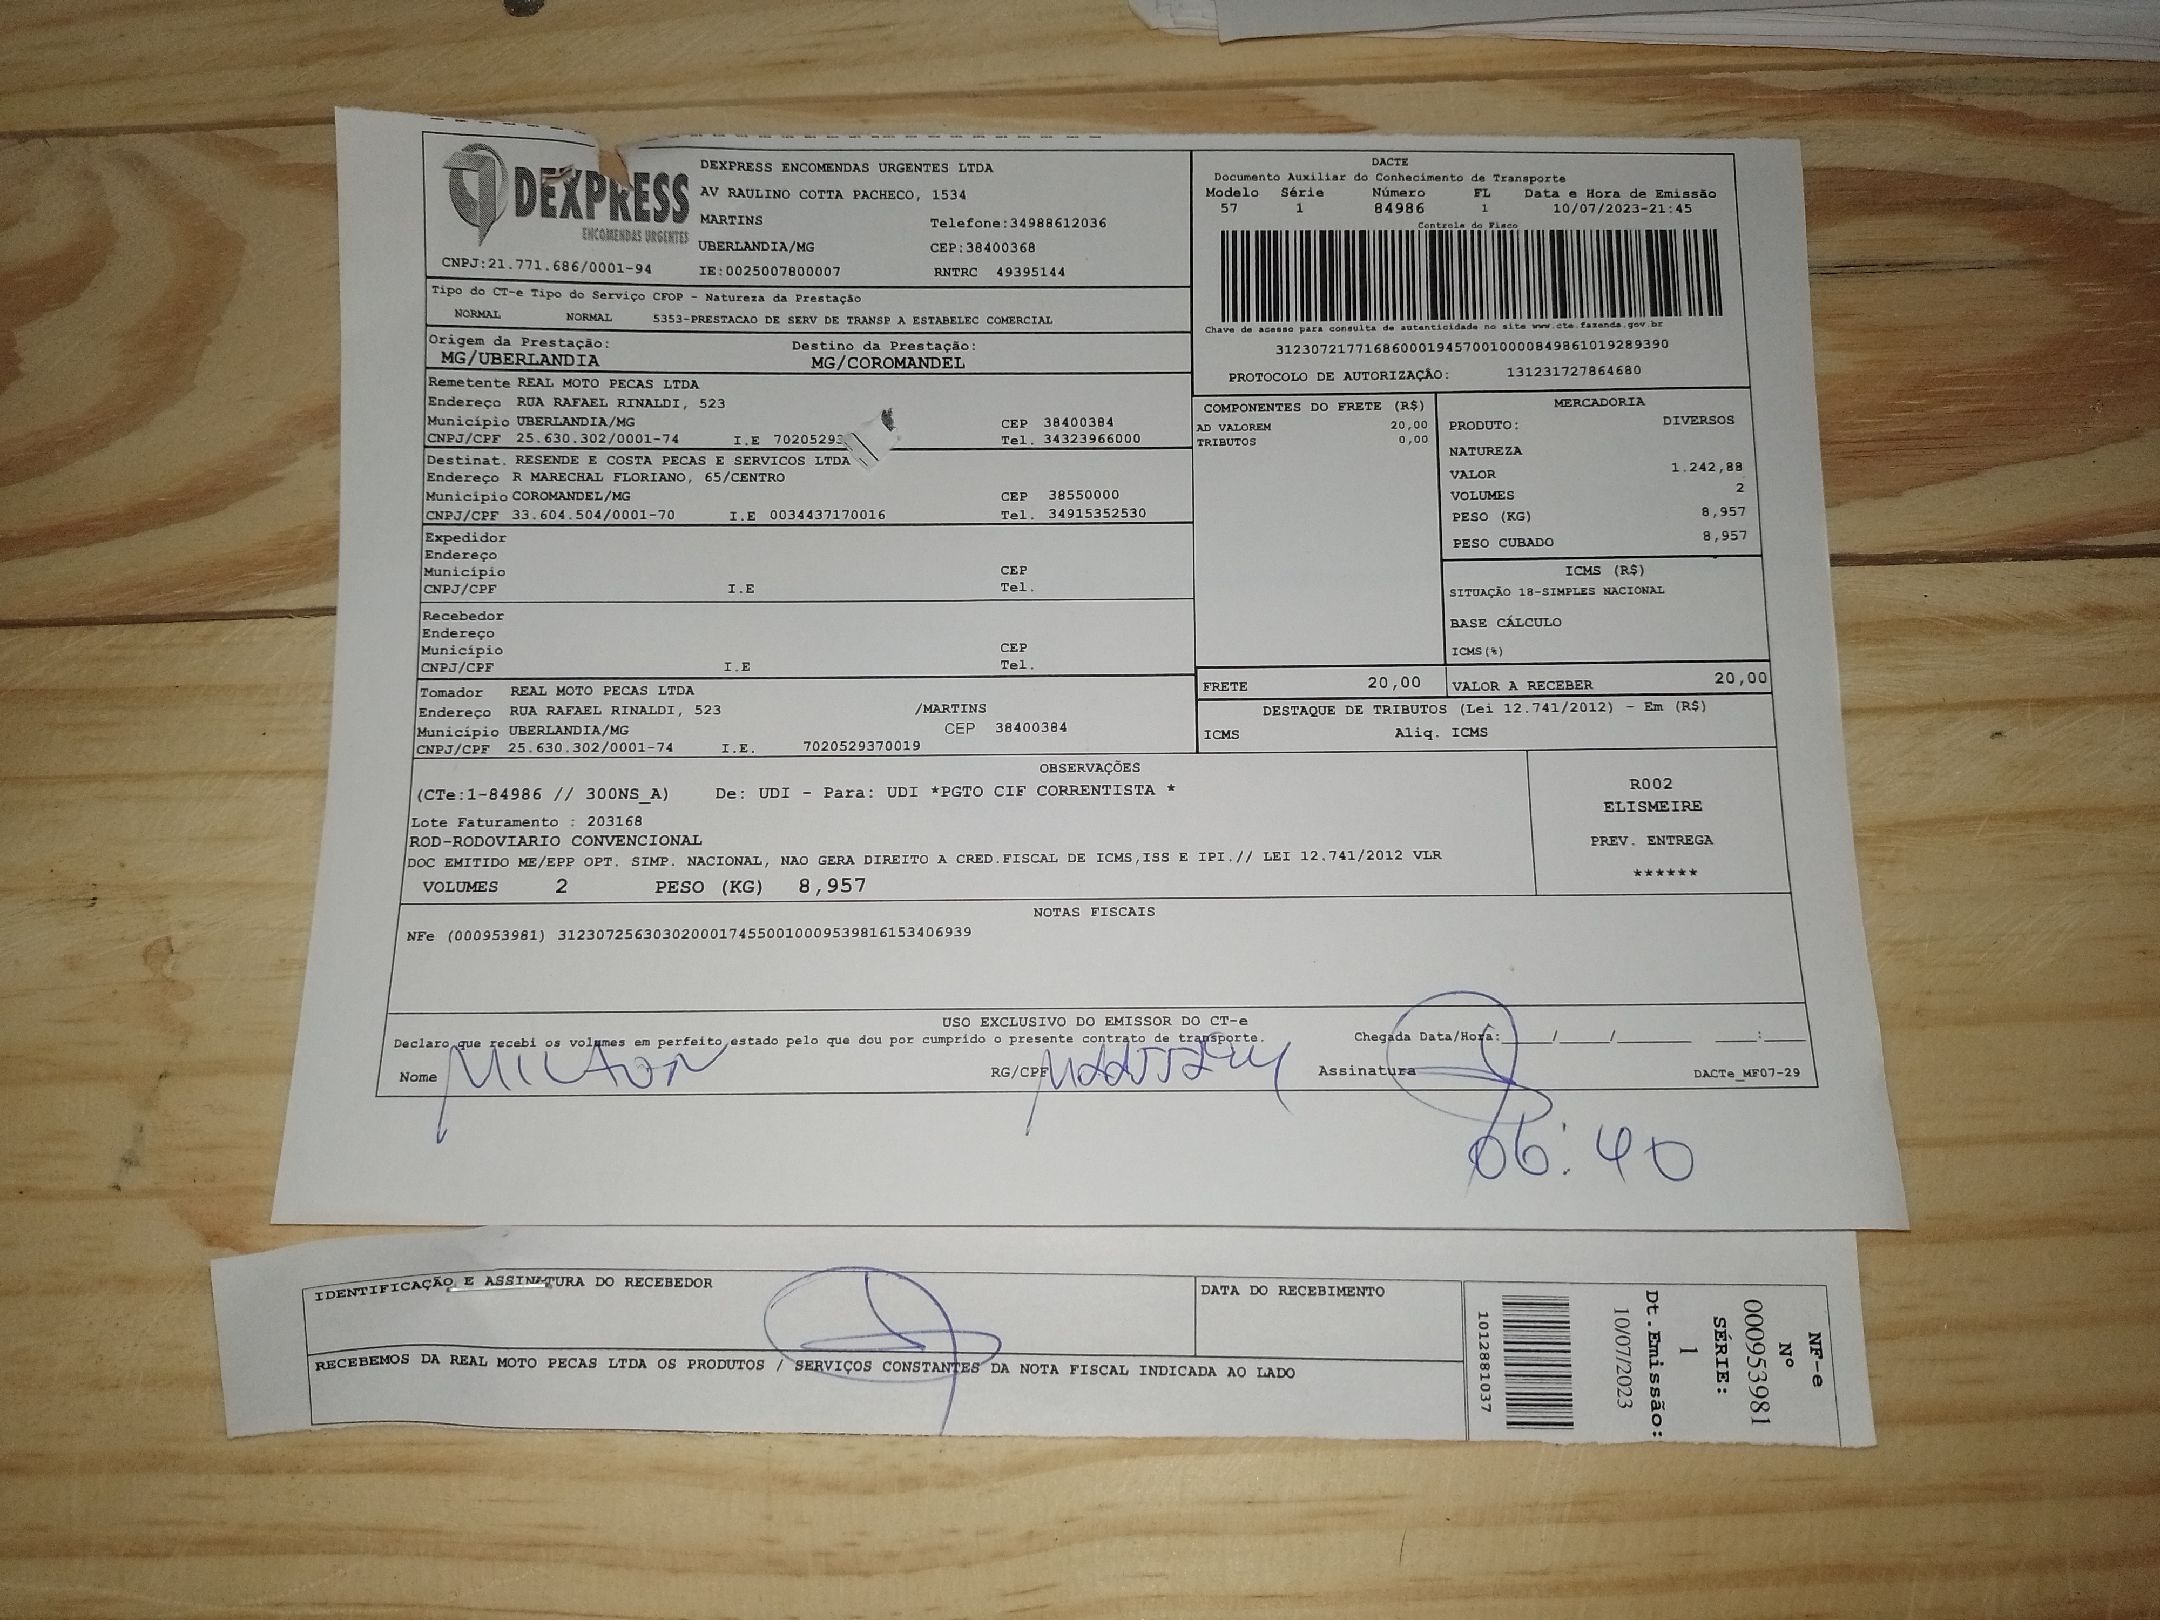 DEXPRESS
ENCOMENDAS URGENTES
CNPJ:21.771.686/0001-94
DEXPRESS ENCOMENDAS URGENTES LTDA
AV RAULINO COTTA PACHECO, 1534
MARTINS Telefone:34988612036
UBERLANDIA/MG CEP:38400368
IE:0025007800007 RNTRC 49395144
Tipo do CT-e Tipo do Serviço CFOP - Natureza da Prestação
NORMAL NORMAL 5353-PRESTACAO DE SERV DE TRANSP A ESTABELEC COMERCIAL
Origem da Prestação: Destino da Prestação:
MG/UBERLANDIA MG/COROMANDEL
Remetente REAL MOTO PECAS LTDA
Endereço RUA RAFAEL RINALDI, 523
Município UBERLANDIA/MG CEP 38400384
CNPJ/CPF 25.630.302/0001-74 I.E 70205293 Tel. 34323966000
Destinat. RESENDE E COSTA PECAS E SERVICOS LTDA
Endereço R MARECHAL FLORIANO, 65/CENTRO
Município COROMANDEL/MG CEP 38550000
CNPJ/CPF 33.604.504/0001-70 I.E 0034437170016 Tel. 34915352530
Expedidor
Endereço
Município CEP
CNPJ/CPF I.E Tel.
Recebedor
Endereço
Município CEP
CNPJ/CPF I.E Tel.
Tomador REAL MOTO PECAS LTDA
Endereço RUA RAFAEL RINALDI, 523 /MARTINS
Município UBERLANDIA/MG CEP 38400384
CNPJ/CPF 25.630.302/0001-74 I.E. 7020529370019
DACTE
Documento Auxiliar do Conhecimento de Transporte
Modelo Série Número FL Data e Hora de Emissão
57 1 84986 1 10/07/2023-21:45
Controle do Fisco
Chave de acesso para consulta de autenticidade no site www.cte.fazenda.gov.br
31230721771686000194570010000849861019289390
PROTOCOLO DE AUTORIZAÇÃO: 131231727864680
COMPONENTES DO FRETE (R$)
AD VALOREM 20,00
TRIBUTOS 0,00
MERCADORIA
PRODUTO: DIVERSOS
NATUREZA
VALOR 1.242,88
VOLUMES 2
PESO (KG) 8,957
PESO CUBADO 8,957
ICMS (R$)
SITUAÇÃO 18-SIMPLES NACIONAL
BASE CÁLCULO
ICMS(%)
FRETE 20,00 VALOR A RECEBER 20,00
DESTAQUE DE TRIBUTOS (Lei 12.741/2012) - Em (R$)
ICMS Aliq. ICMS
OBSERVAÇÕES
(CTe:1-84986 // 300NS_A) De: UDI - Para: UDI *PGTO CIF CORRENTISTA *
Lote Faturamento : 203168
ROD-RODOVIARIO CONVENCIONAL
DOC EMITIDO ME/EPP OPT. SIMP. NACIONAL, NAO GERA DIREITO A CRED.FISCAL DE ICMS,ISS E IPI.// LEI 12.741/2012 VLR
VOLUMES 2 PESO (KG) 8,957
R002
ELISMEIRE
PREV. ENTREGA
******
NOTAS FISCAIS
NFe (000953981) 31230725630302000174550010009539816153406939
USO EXCLUSIVO DO EMISSOR DO CT-e
Declaro que recebi os volumes em perfeito estado pelo que dou por cumprido o presente contrato de transporte. Chegada Data/Hora:____/____/______ ___:___
Nome RG/CPF Assinatura DACTe_MF07-29
06:40
IDENTIFICAÇÃO E ASSINATURA DO RECEBEDOR
DATA DO RECEBIMENTO
RECEBEMOS DA REAL MOTO PECAS LTDA OS PRODUTOS / SERVIÇOS CONSTANTES DA NOTA FISCAL INDICADA AO LADO
NF-e
Nº
000953981
SÉRIE:
1
Dt.Emissão:
10/07/2023
1012881037